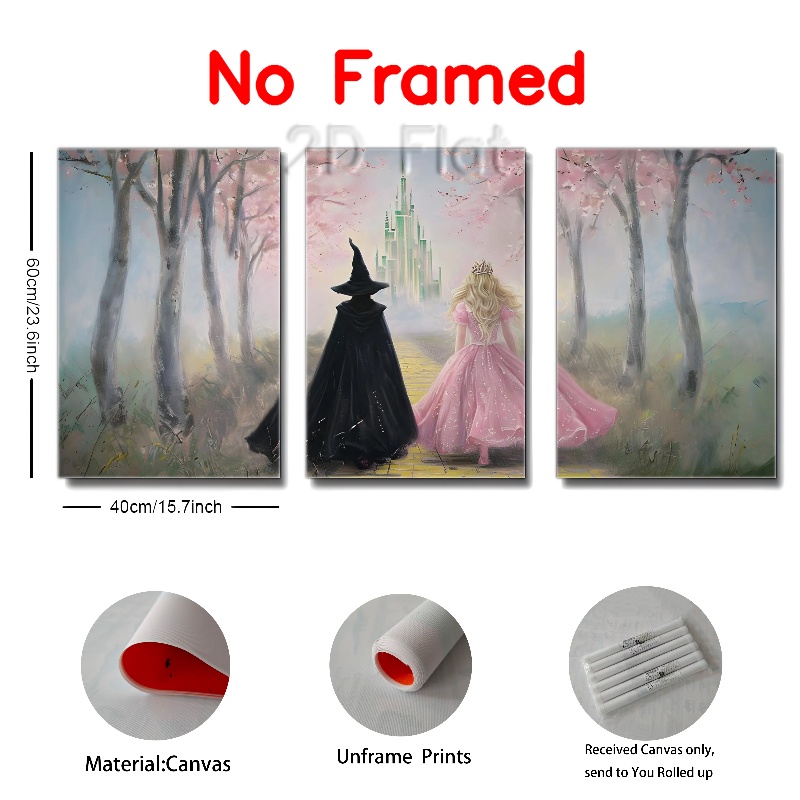 No Framed
2D Flat
60cm/23.6inch
40cm/15.7inch
Material:Canvas
Unframe Prints
Received Canvas only,
send to You Rolled up